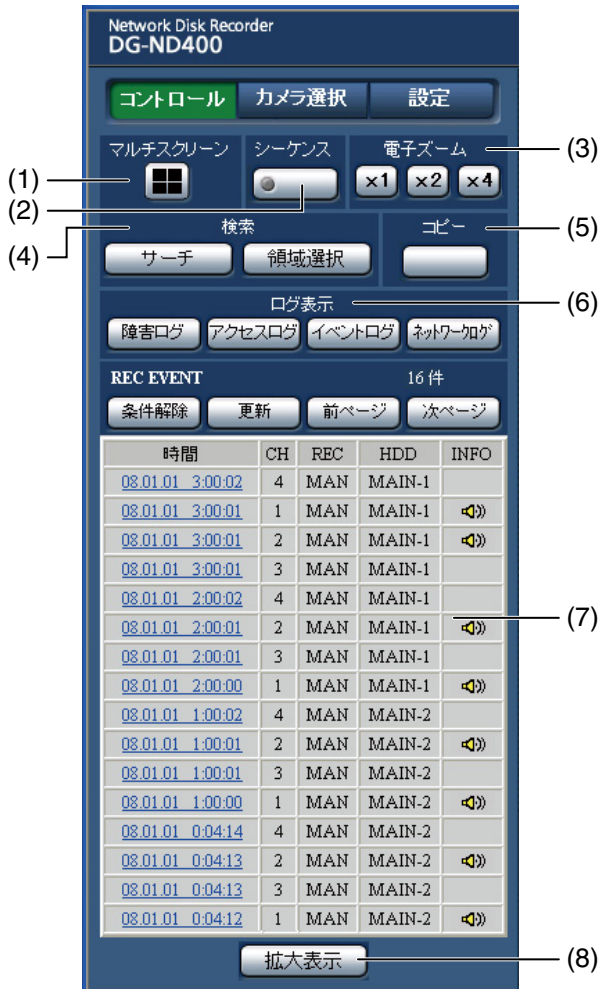 Network Disk Recorder
DG-ND400
コントロール カメラ選択 設定
マルチスクリーン シーケンス 電子ズーム (3)
(1) x1 x2 x4
(2)
検索 コピー (5)
(4) サーチ 領域選択
ログ表示 (6)
障害ログ アクセスログ イベントログ ネットワークログ
REC EVENT 16 件
条件解除 更新 前ページ 次ページ
時間 CH REC HDD INFO
08.01.01 3:00:02 4 MAN MAIN-1
08.01.01 3:00:01 1 MAN MAIN-1
08.01.01 3:00:01 2 MAN MAIN-1
08.01.01 3:00:01 3 MAN MAIN-1
08.01.01 2:00:02 4 MAN MAIN-1
08.01.01 2:00:01 2 MAN MAIN-1 (7)
08.01.01 2:00:01 3 MAN MAIN-1
08.01.01 2:00:00 1 MAN MAIN-1
08.01.01 1:00:02 4 MAN MAIN-2
08.01.01 1:00:01 2 MAN MAIN-2
08.01.01 1:00:01 3 MAN MAIN-2
08.01.01 1:00:00 1 MAN MAIN-2
08.01.01 0:04:14 4 MAN MAIN-2
08.01.01 0:04:13 2 MAN MAIN-2
08.01.01 0:04:13 3 MAN MAIN-2
08.01.01 0:04:12 1 MAN MAIN-2
拡大表示 (8)